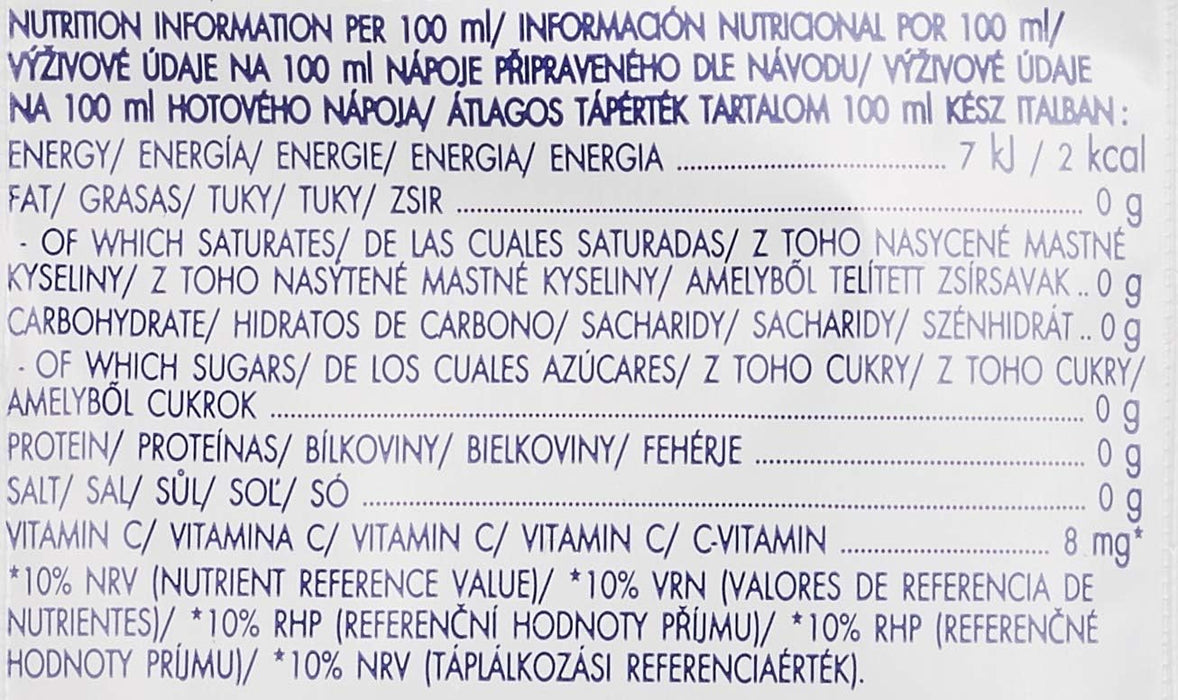 NUTRITION INFORMATION PER 100 ml/ INFORMACIÓN NUTRICIONAL POR 100 ml/
VÝŽIVOVÉ ÚDAJE NA 100 ml NÁPOJE PŘIPRAVENÉHO DLE NÁVODU/ VÝŽIVOVÉ ÚDAJE
NA 100 ml HOTOVÉHO NÁPOJA/ ÁTLAGOS TÁPÉRTÉK TARTALOM 100 ml KÉSZ ITALBAN :
ENERGY/ ENERGÍA/ ENERGIE/ ENERGIA/ ENERGIA ........................... 7 kJ / 2 kcal
FAT/ GRASAS/ TUKY/ TUKY/ ZSIR ........................................................... 0 g
- OF WHICH SATURATES/ DE LAS CUALES SATURADAS/ Z TOHO NASYCENÉ MASTNÉ
KYSELINY/ Z TOHO NASÝTENÉ MASTNÉ KYSELINY/ AMELYBŐL TELÍTETT ZSÍRSAVAK .. 0 g
CARBOHYDRATE/ HIDRATOS DE CARBONO/ SACHARIDY/ SACHARIDY/ SZÉNHIDRÁT .. 0 g
- OF WHICH SUGARS/ DE LOS CUALES AZÚCARES/ Z TOHO CUKRY/ Z TOHO CUKRY/
AMELYBŐL CUKROK ........................................................................ 0 g
PROTEIN/ PROTEÍNAS/ BÍLKOVINY/ BIELKOVINY/ FEHÉRJE ............................... 0 g
SALT/ SAL/ SŮL/ SOĽ/ SÓ .................................................................. 0 g
VITAMIN C/ VITAMINA C/ VITAMIN C/ VITAMIN C/ C-VITAMIN ..................... 8 mg*
*10% NRV (NUTRIENT REFERENCE VALUE)/ *10% VRN (VALORES DE REFERENCIA DE
NUTRIENTES)/ *10% RHP (REFERENČNÍ HODNOTY PŘÍJMU)/ *10% RHP (REFERENČNÉ
HODNOTY PRÍJMU)/ *10% NRV (TÁPLÁLKOZÁSI REFERENCIAÉRTÉK).